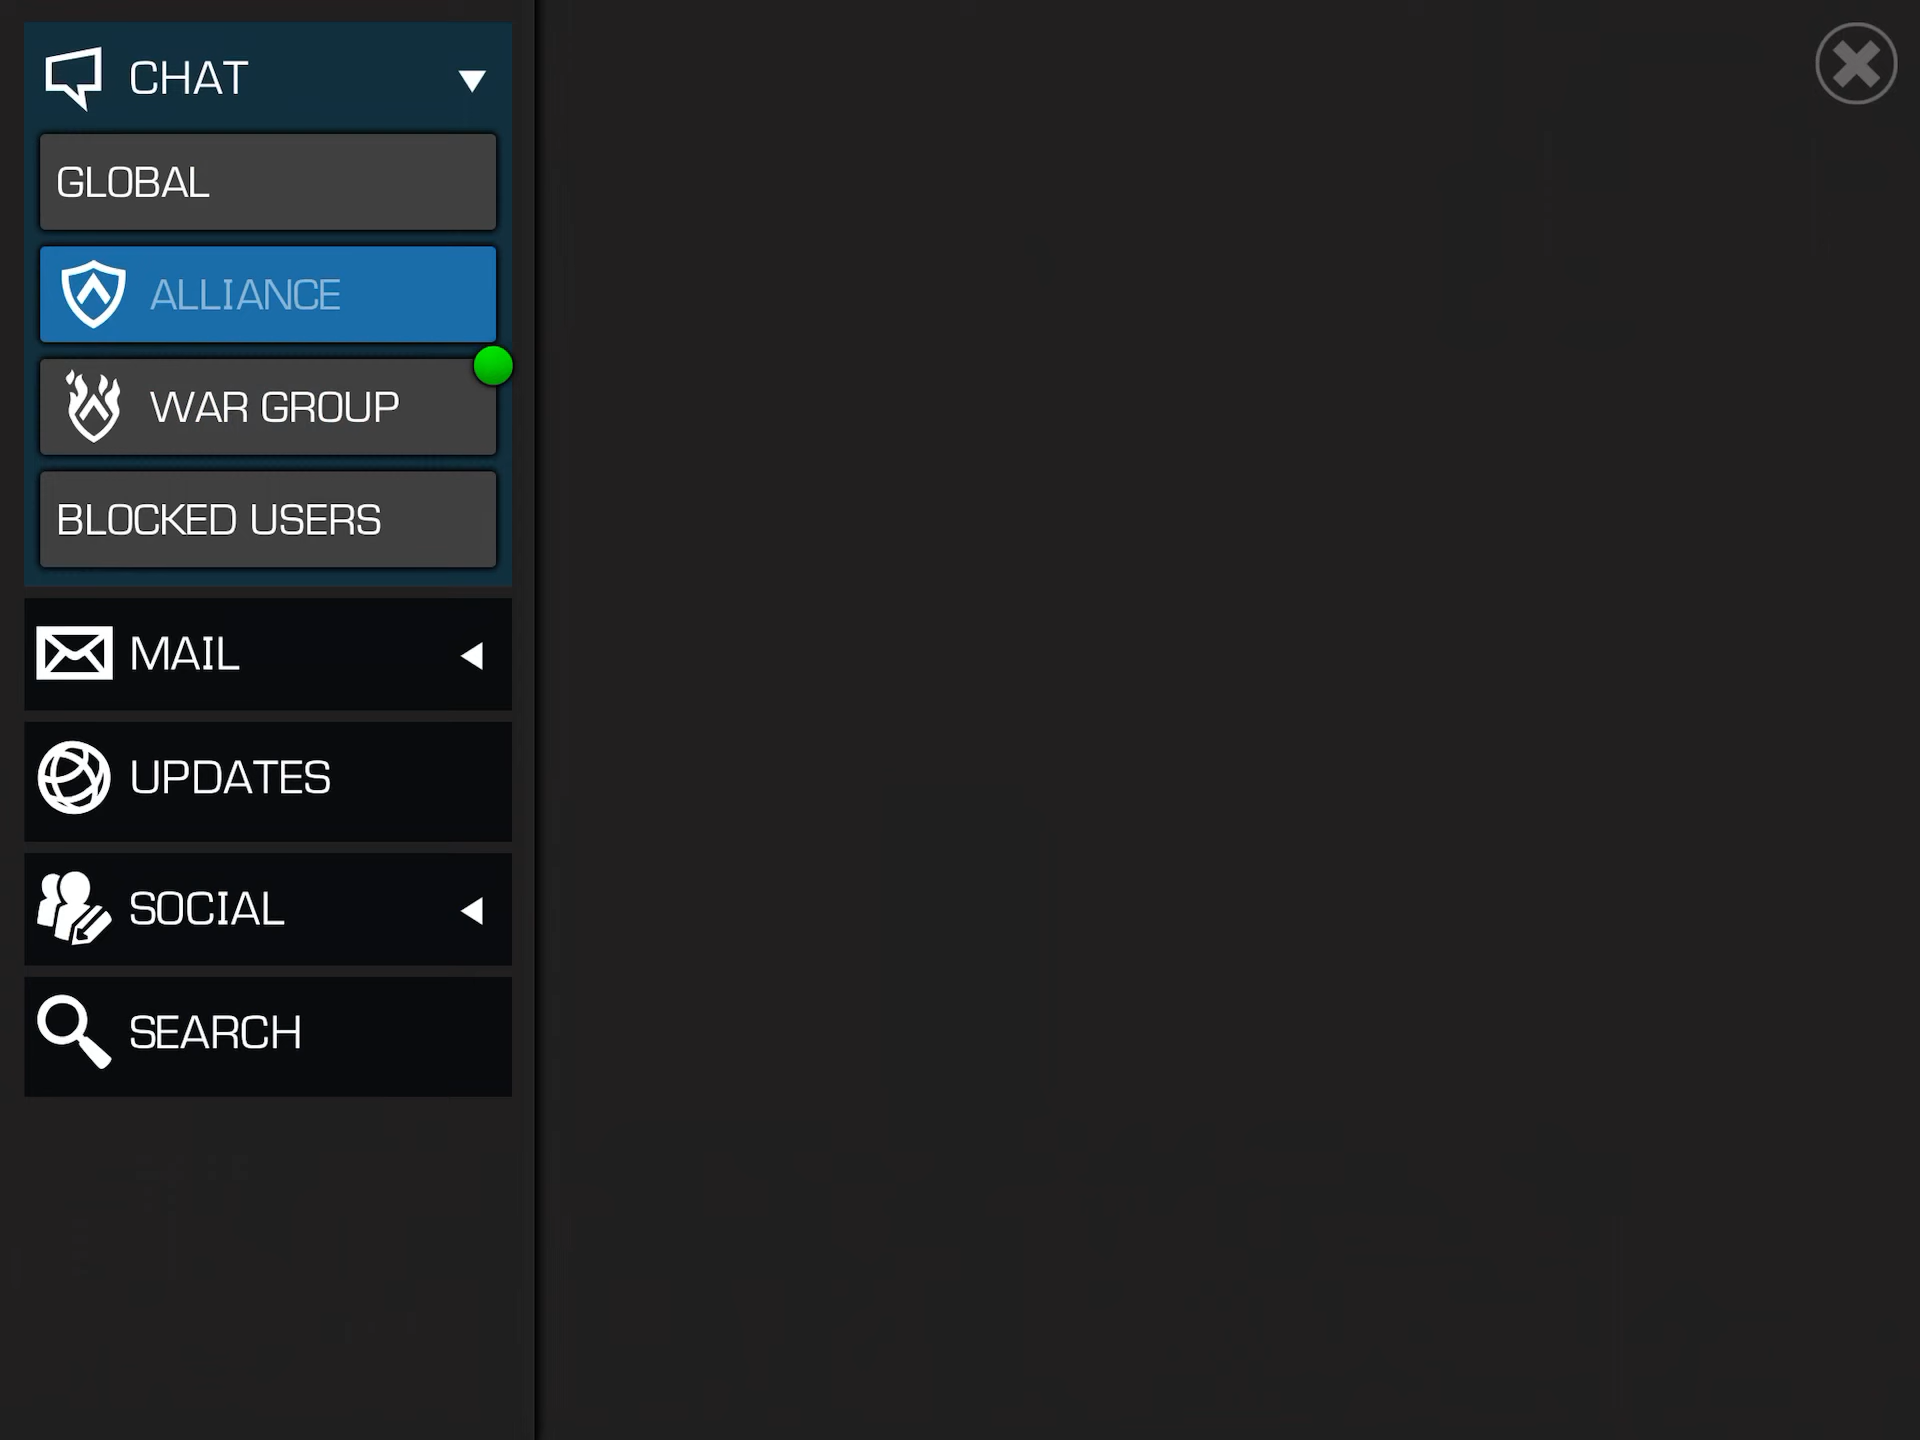 CHAT
GLOBAL
ALLIANCE
WAR GROUP
BLOCKED USERS
MAIL
UPDATES
SOCIAL
SEARCH